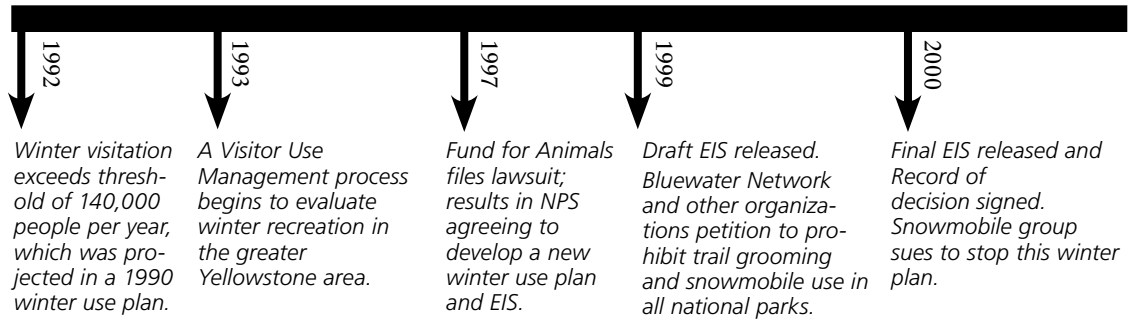 1992
Winter visitation
exceeds thresh-
old of 140,000
people per year,
which was pro-
jected in a 1990
winter use plan.
1993
A Visitor Use
Management process
begins to evaluate
winter recreation in
the greater
Yellowstone area.
1997
Fund for Animals
files lawsuit;
results in NPS
agreeing to
develop a new
winter use plan
and EIS.
1999
Draft EIS released.
Bluewater Network
and other organiza-
tions petition to pro-
hibit trail grooming
and snowmobile use in
all national parks.
2000
Final EIS released and
Record of
decision signed.
Snowmobile group
sues to stop this winter
plan.